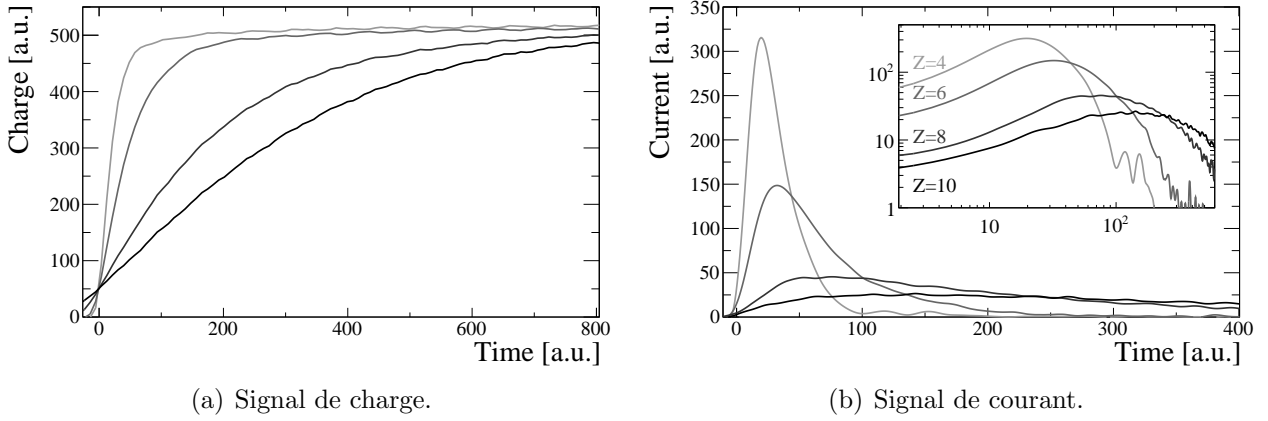 Charge [a.u.]
500
400
300
200
100
0
0 200 400 600 800
Time [a.u.]
(a) Signal de charge.
Current [a.u.]
350
300
250
200
150
100
50
0
0 100 200 300 400
Time [a.u.]
Z=4
Z=6
Z=8
Z=10
10²
10
1
10 10²
(b) Signal de courant.